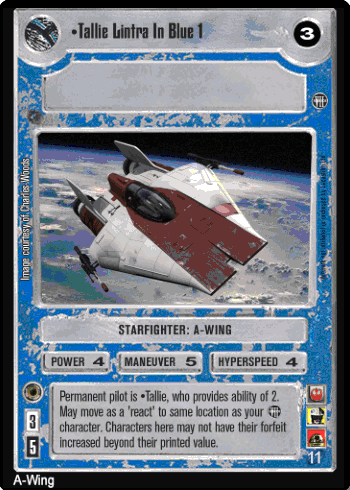 •Tallie Lintra In Blue 1
3
Image courtesy of Charles Woods
STARFIGHTER: A-WING
POWER 4
MANEUVER 5
HYPERSPEED 4
Permanent pilot is •Tallie, who provides ability of 2.
May move as a 'react' to same location as your
character. Characters here may not have their forfeit
increased beyond their printed value.
3
5
11
A-Wing